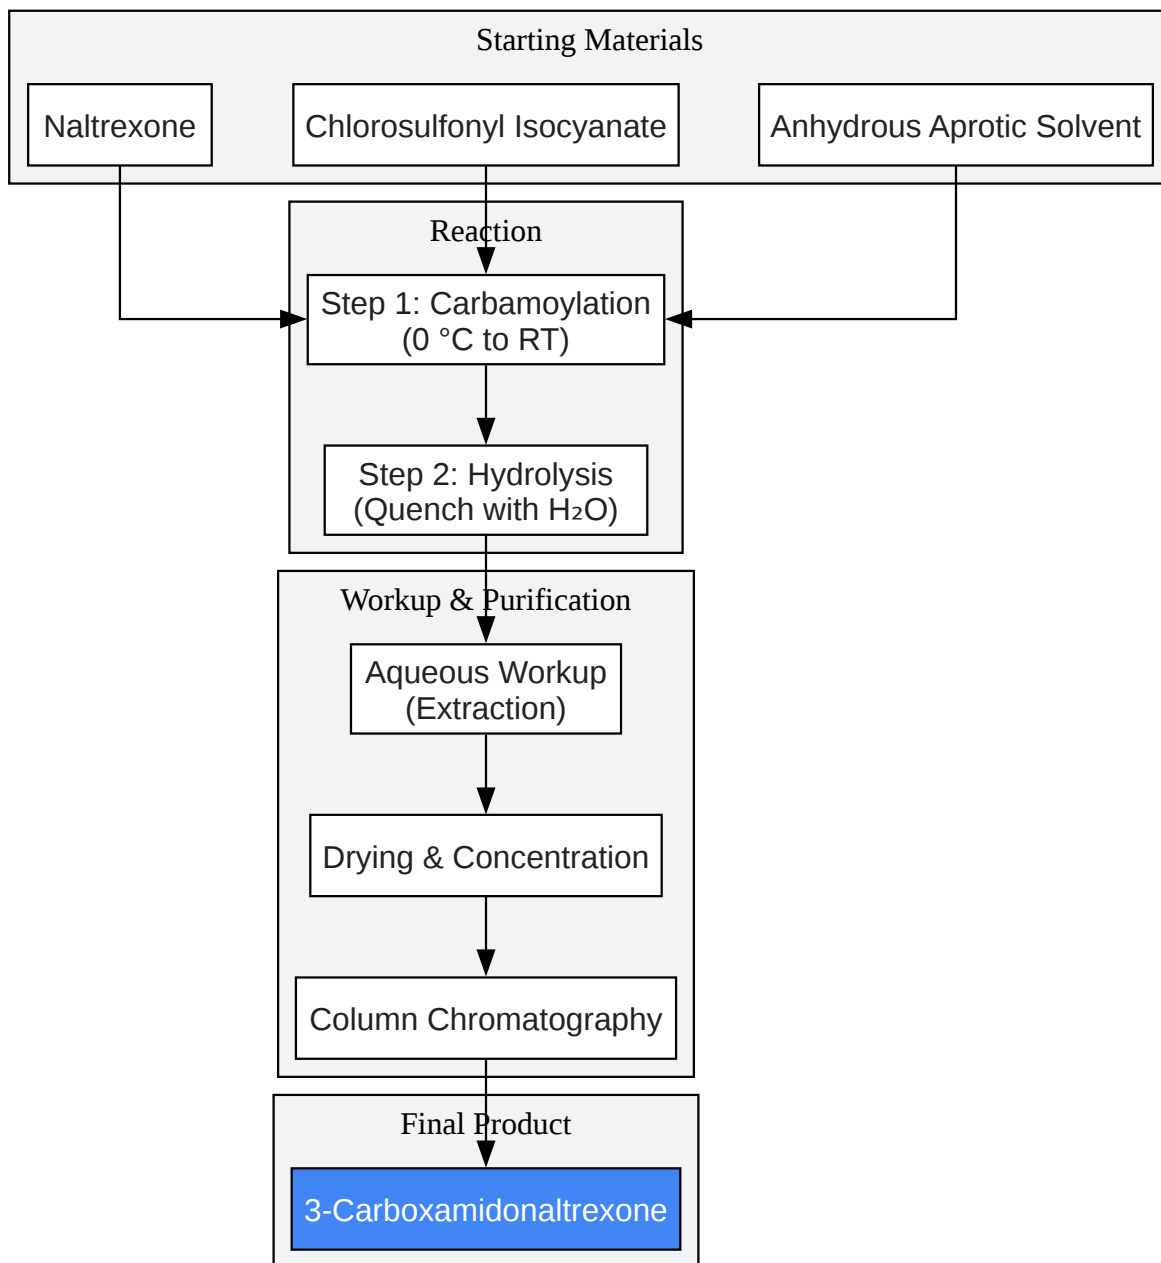 Starting Materials
Naltrexone
Chlorosulfonyl Isocyanate
Anhydrous Aprotic Solvent
Reaction
Step 1: Carbamoylation
(0 °C to RT)
Step 2: Hydrolysis
(Quench with H₂O)
Workup & Purification
Aqueous Workup
(Extraction)
Drying & Concentration
Column Chromatography
Final Product
3-Carboxamidonaltrexone